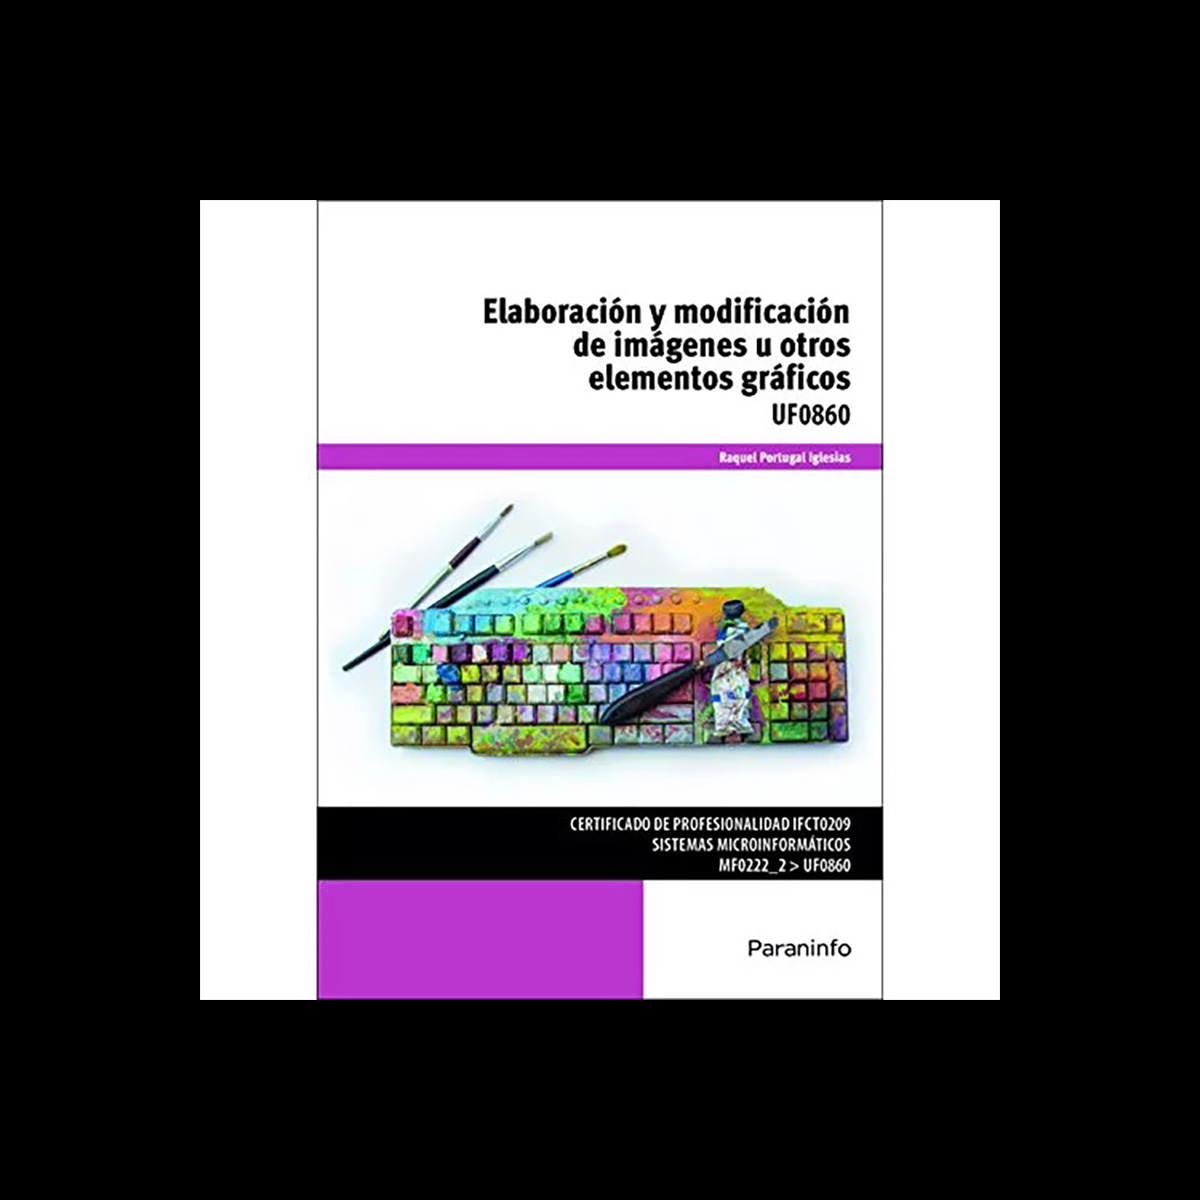 Elaboración y modificación
de imágenes u otros
elementos gráficos
UF0860
Raquel Portugal Iglesias
CERTIFICADO DE PROFESIONALIDAD IFCT0209
SISTEMAS MICROINFORMÁTICOS
MF0222_2 > UF0860
Paraninfo